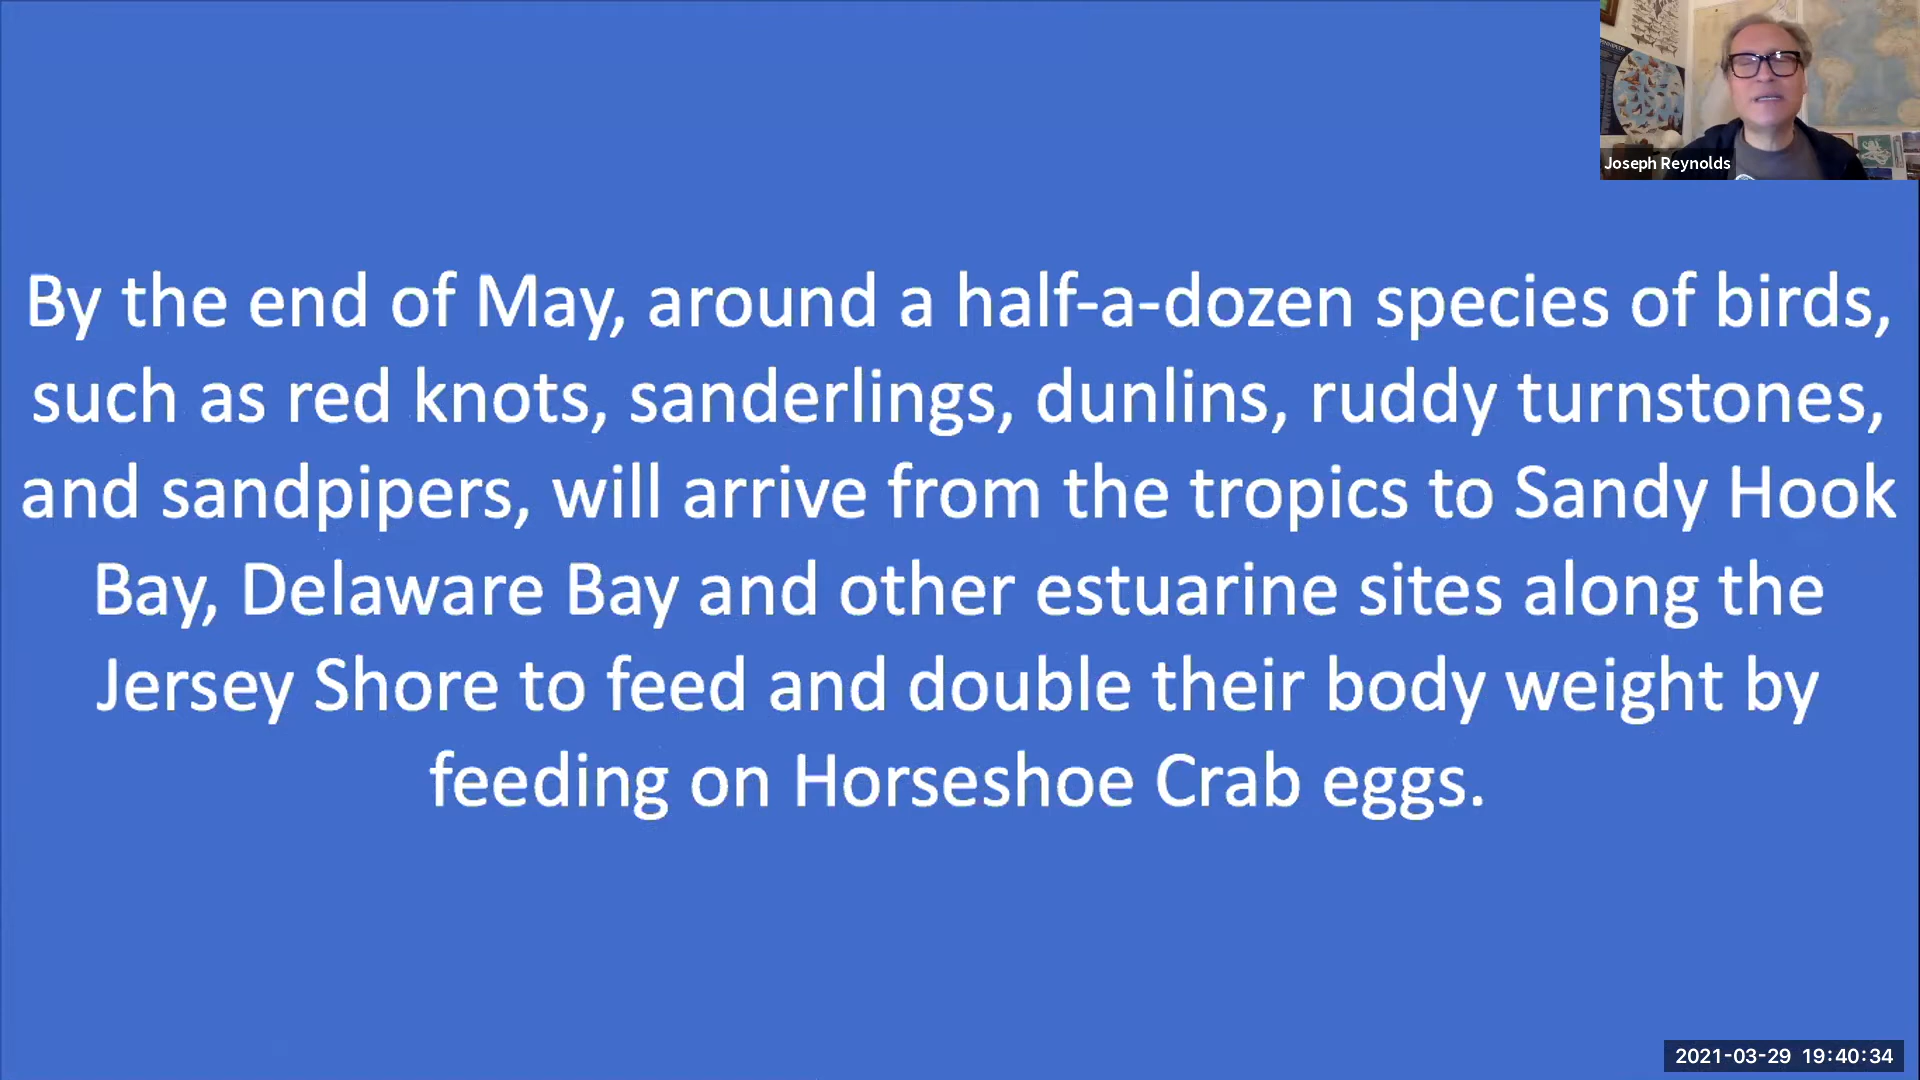 Joseph Reynolds
By the end of May, around a half-a-dozen species of birds,
such as red knots, sanderlings, dunlins, ruddy turnstones,
and sandpipers, will arrive from the tropics to Sandy Hook
Bay, Delaware Bay and other estuarine sites along the
Jersey Shore to feed and double their body weight by
feeding on Horseshoe Crab eggs.
2021-03-29 19:40:34